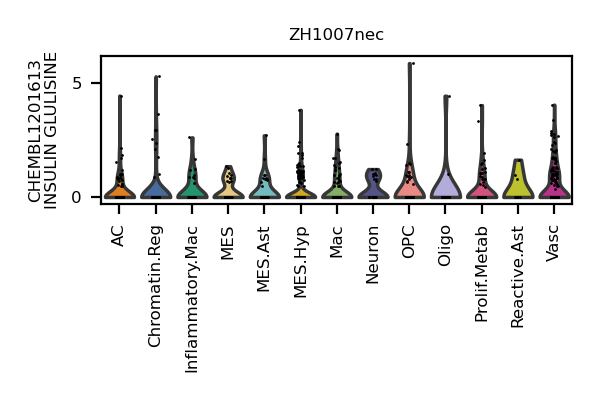 ZH1007nec
CHEMBL1201613
INSULIN GLULISINE
5
0
AC
Chromatin.Reg
Inflammatory.Mac
MES
MES.Ast
MES.Hyp
Mac
Neuron
OPC
Oligo
Prolif.Metab
Reactive.Ast
Vasc